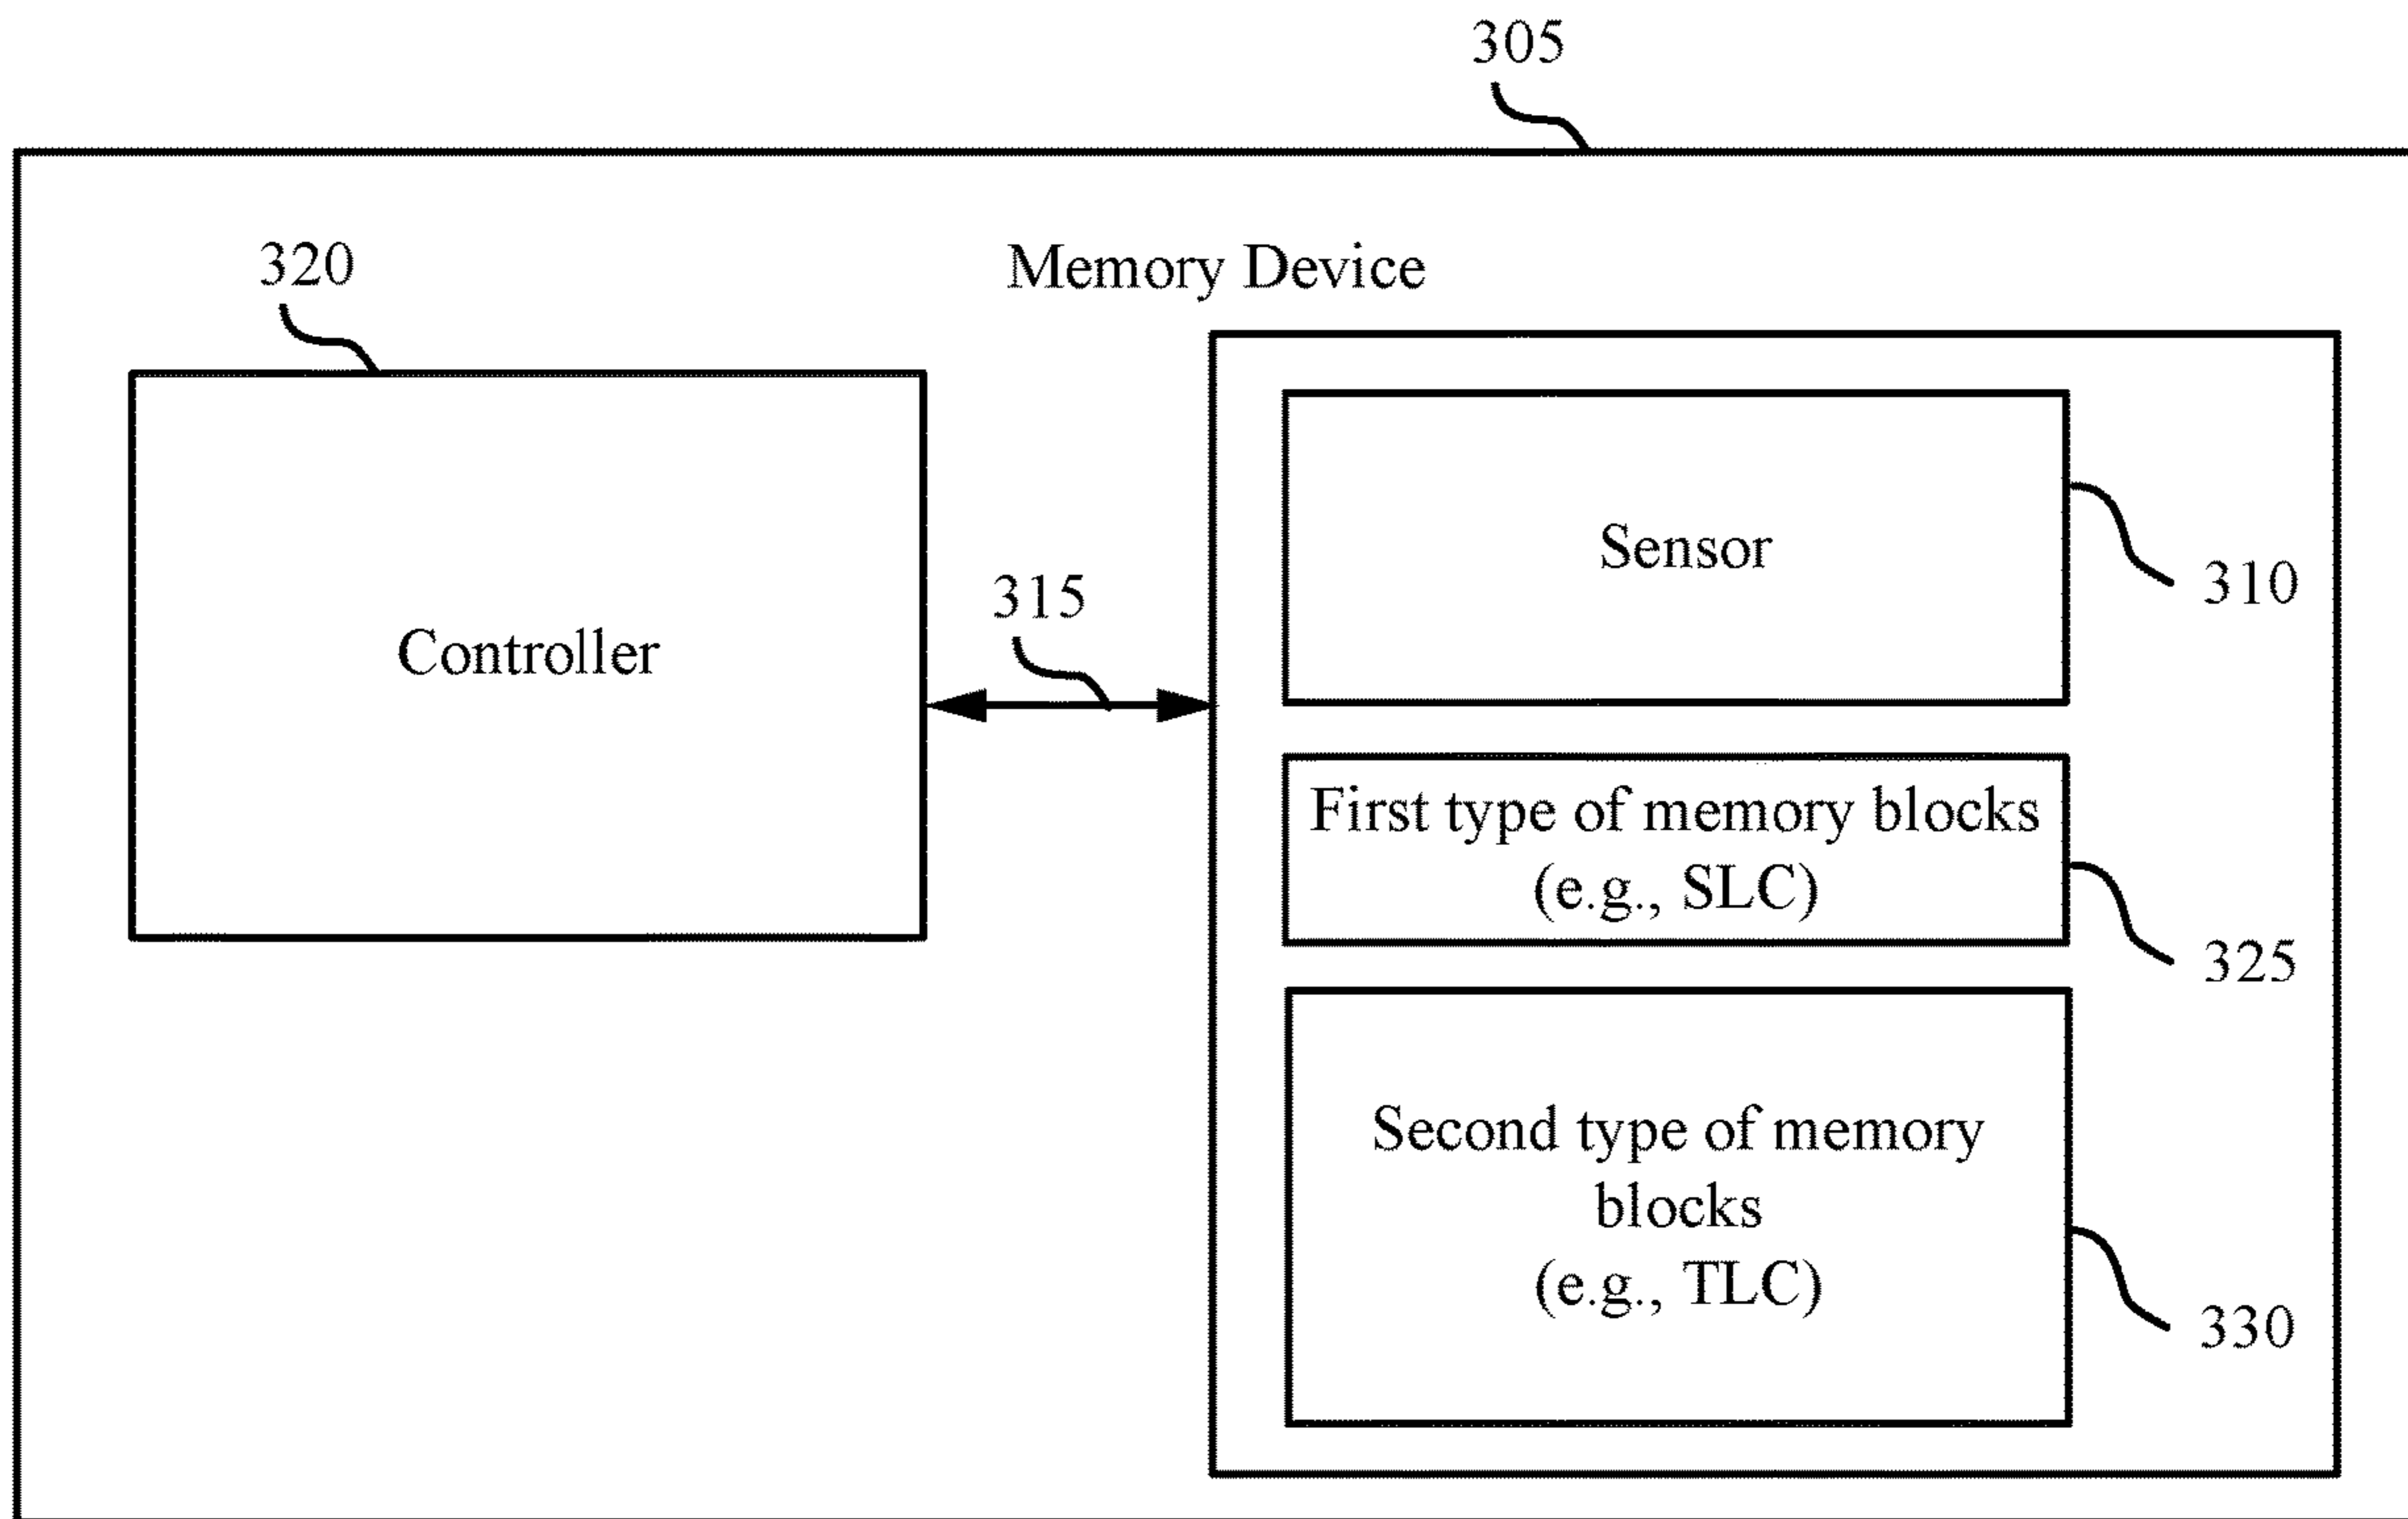 305
Memory Device
320
Controller
315
Sensor
310
First type of memory blocks
(e.g., SLC)
325
Second type of memory
blocks
(e.g., TLC)
330